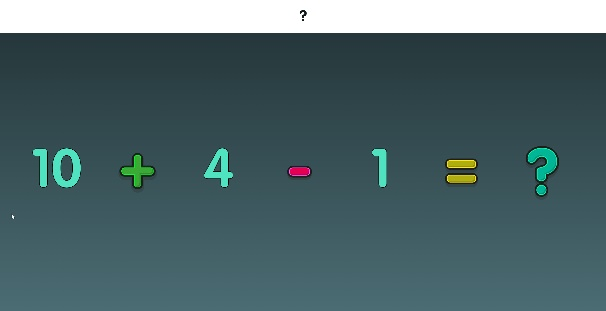 ?
10 + 4 - 1 = ?